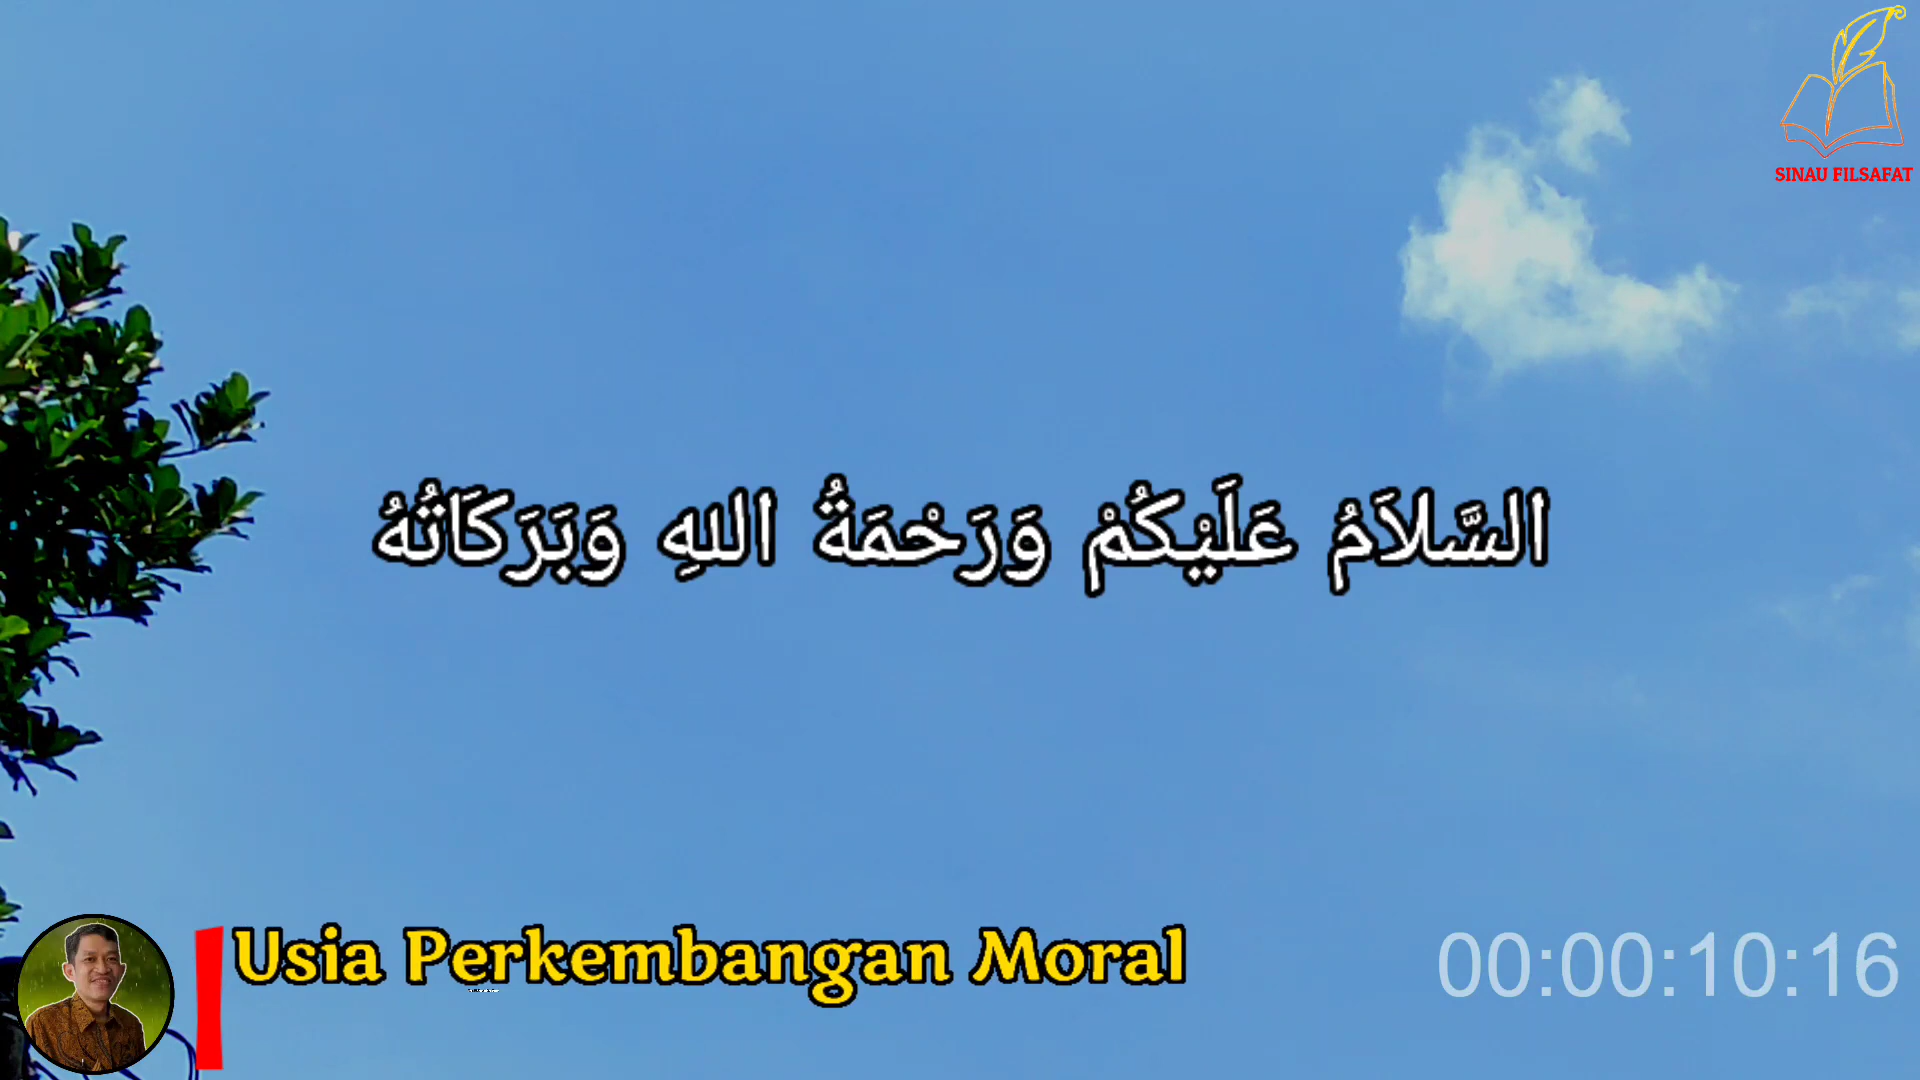 SINAU FILSAFAT
السَّلاَمُ عَلَيْكُمْ وَرَحْمَةُ اللهِ وَبَرَكَاتُهُ
Usia Perkembangan Moral
00:00:10:16